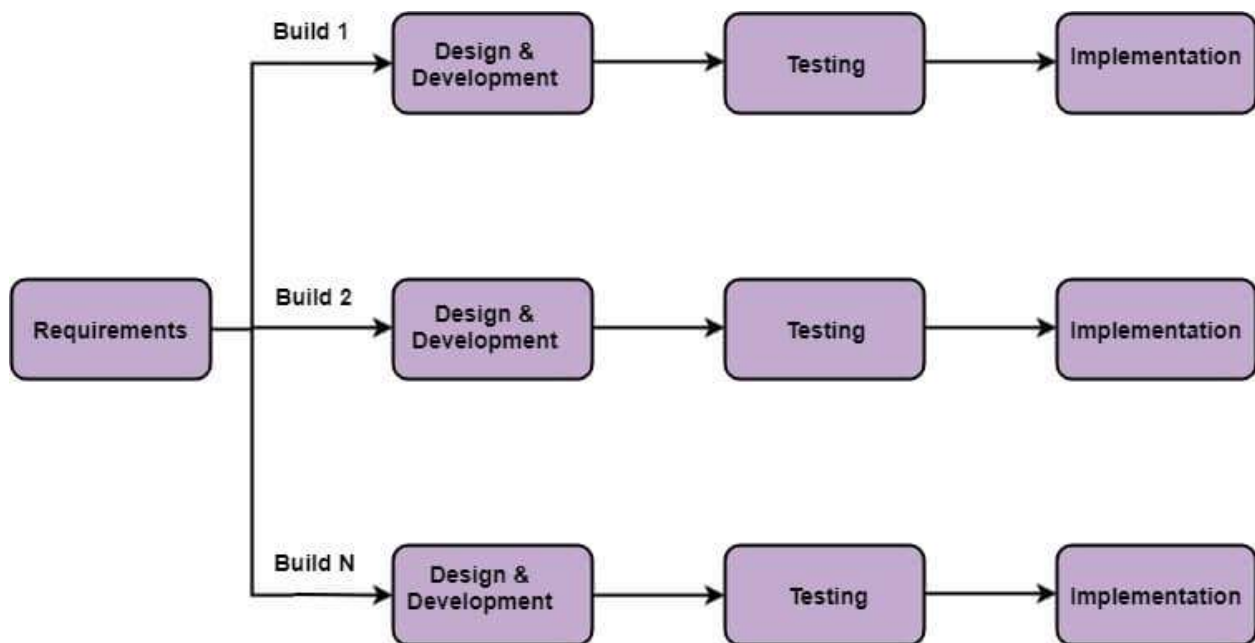 Build 1
Design &
Development
Testing
Implementation
Requirements
Build 2
Design &
Development
Testing
Implementation
Build N
Design &
Development
Testing
Implementation